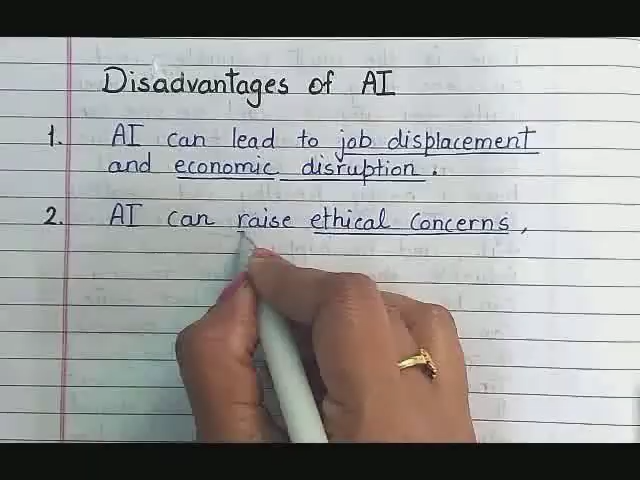 Disadvantages of AI
1. AI can lead to job displacement
and economic disruption.
2. AI can raise ethical concerns,